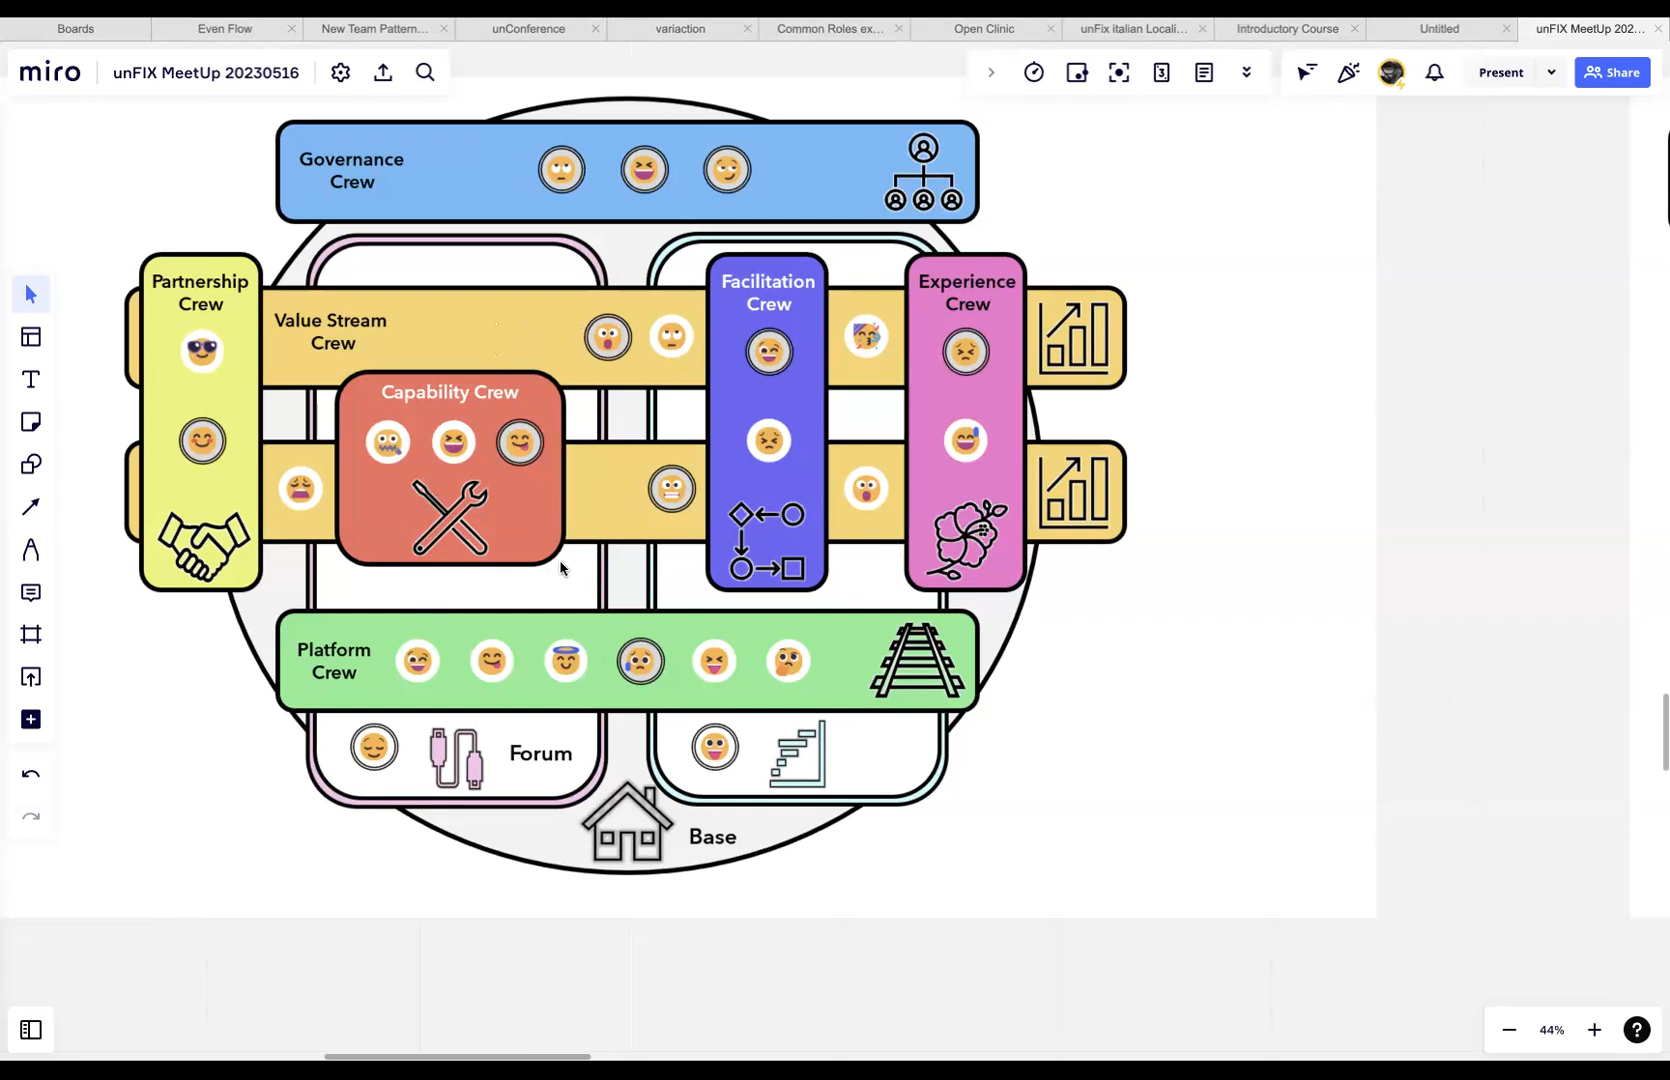 Boards
Even Flow
New Team Pattern...
unConference
variaction
Common Roles ex...
Open Clinic
unFix italian Locali...
Introductory Course
Untitled
unFIX MeetUp 202...
miro
unFIX MeetUp 20230516
3
Present
Share
Governance
Crew
Partnership
Crew
Value Stream
Crew
Facilitation
Crew
Experience
Crew
Capability Crew
Platform
Crew
Forum
Base
44%
?